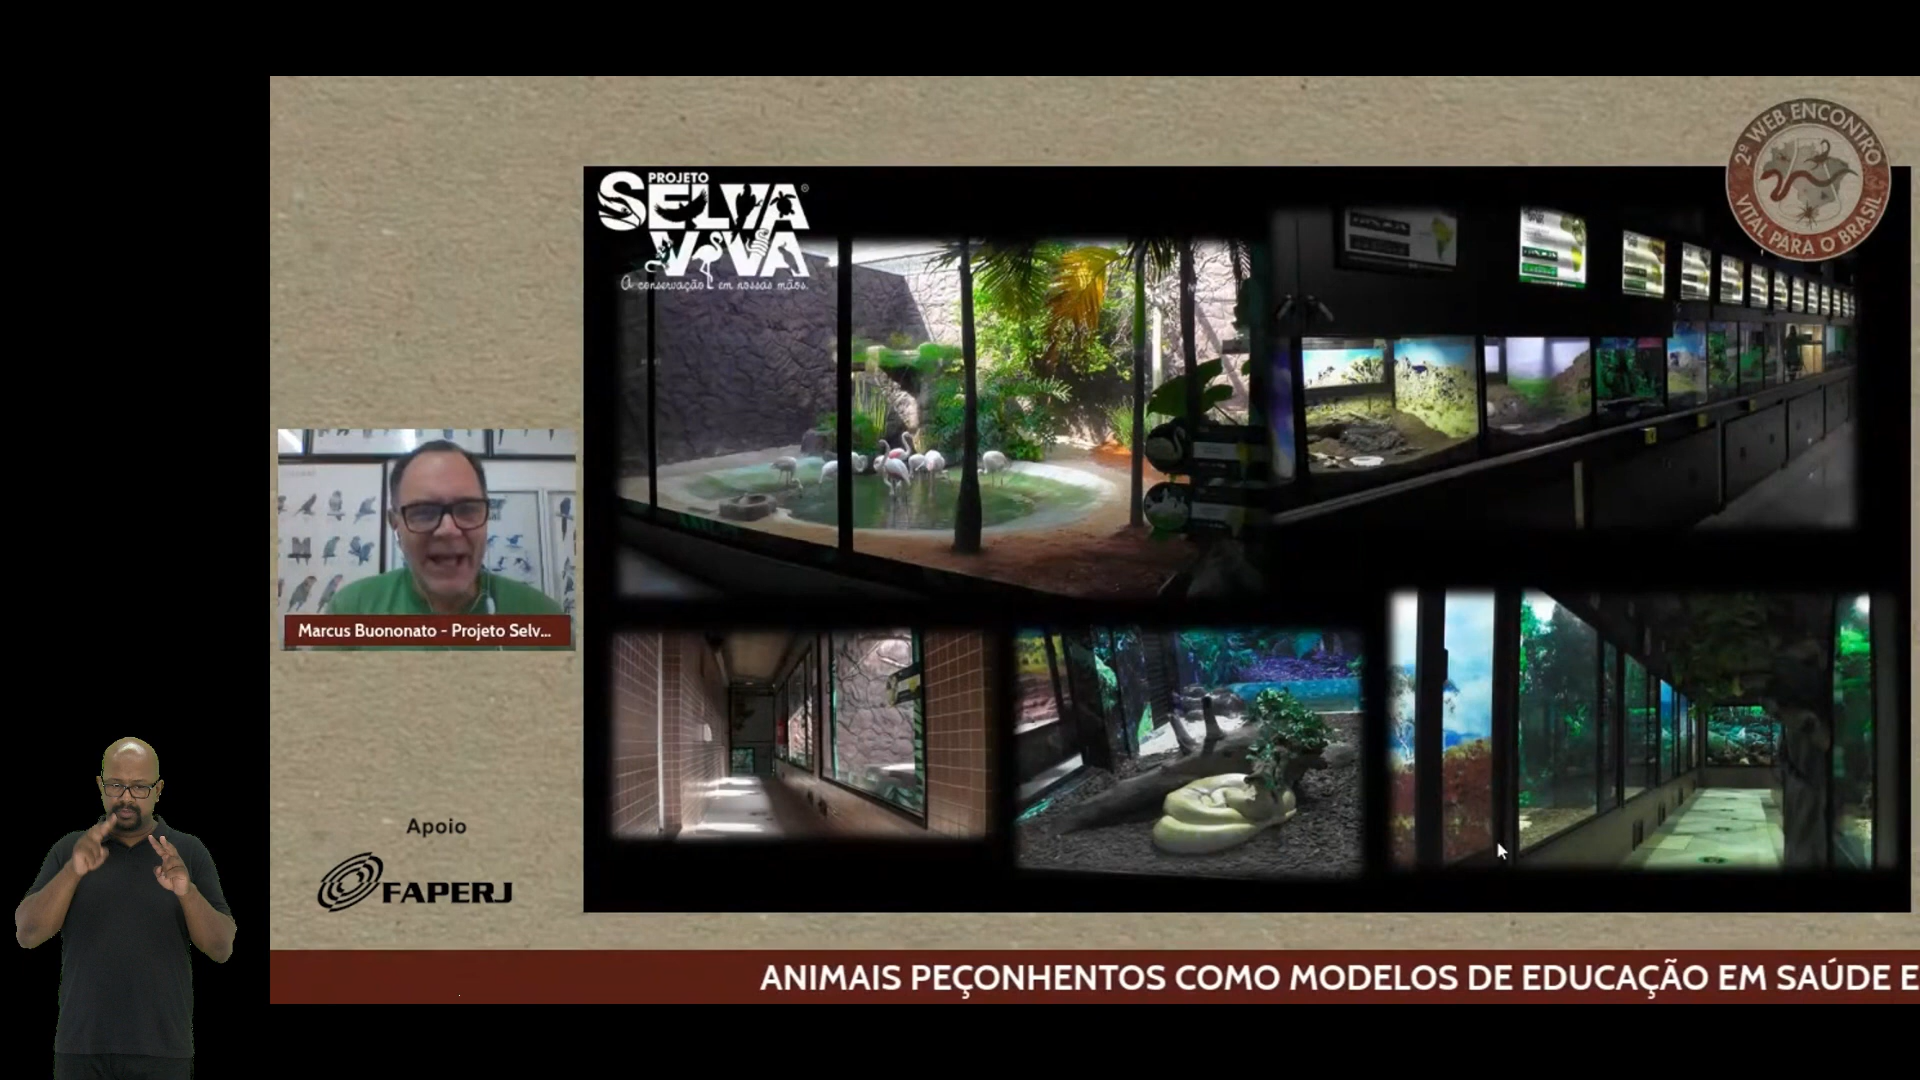 PROJETO
SELVA
VIVA
A conservação em nossas mãos.
2º WEB ENCONTRO
VITAL PARA O BRASIL
Marcus Buononato - Projeto Selv...
Apoio
FAPERJ
ANIMAIS PEÇONHENTOS COMO MODELOS DE EDUCAÇÃO EM SAÚDE E